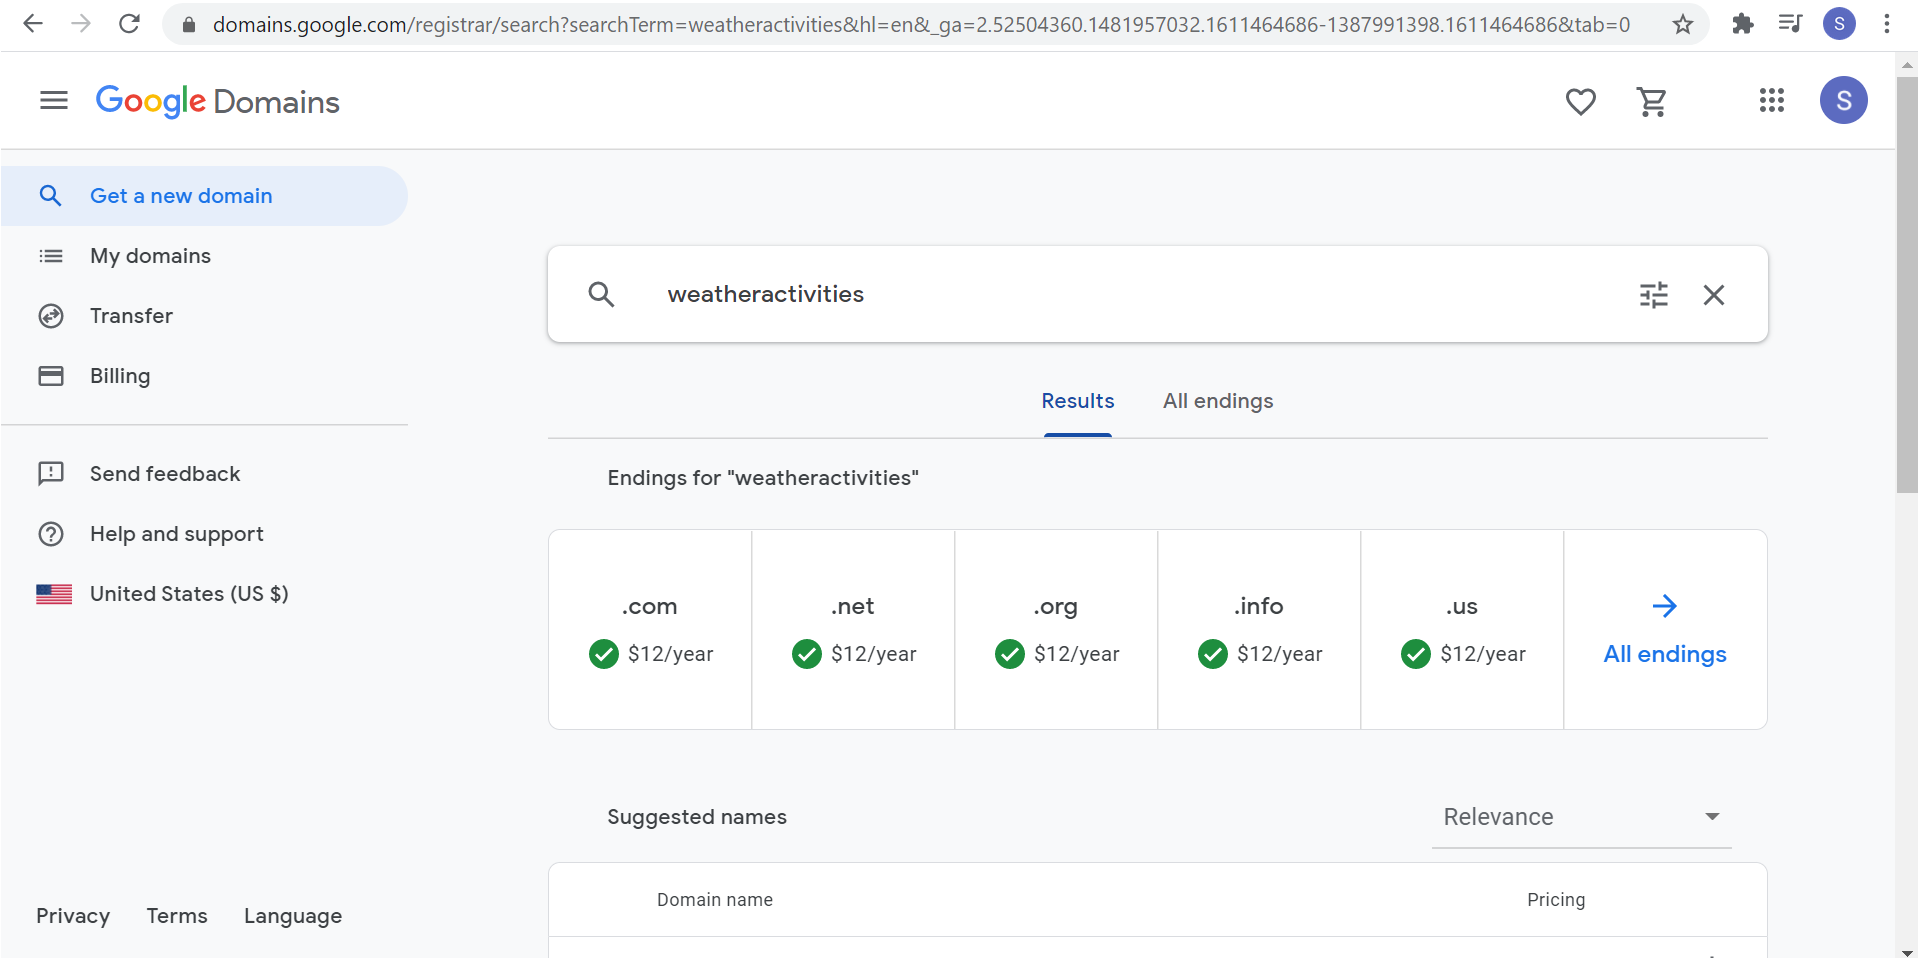 domains.google.com/registrar/search?searchTerm=weatheractivities&hl=en&_ga=2.52504360.1481957032.1611464686-1387991398.1611464686&tab=0
S
Google Domains
S
Get a new domain
My domains
Transfer
Billing
Send feedback
Help and support
United States (US $)
Privacy Terms Language
weatheractivities
Results All endings
Endings for "weatheractivities"
.com .net .org .info .us
$12/year $12/year $12/year $12/year $12/year All endings
Suggested names Relevance
Domain name Pricing